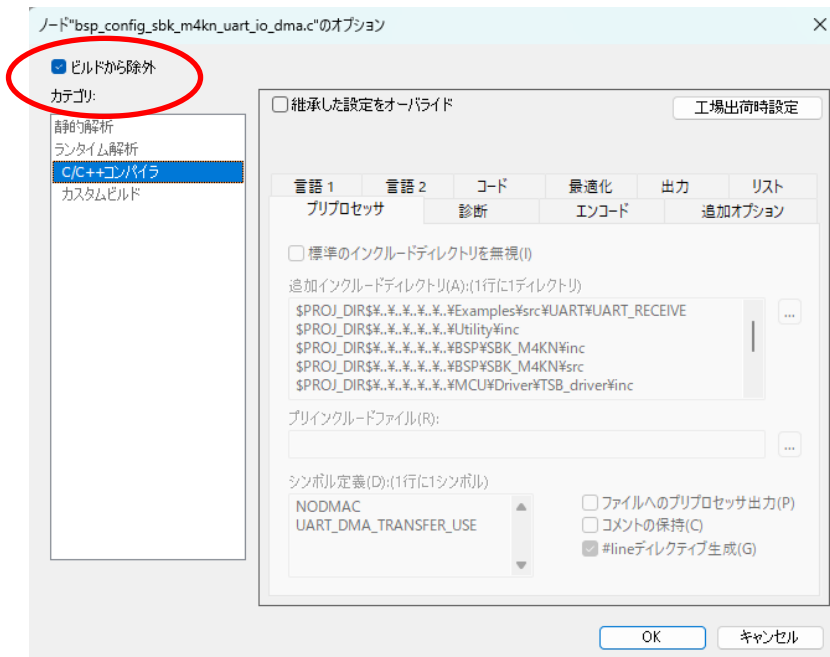 ノード"bsp_config_sbk_m4kn_uart_io_dma.c"のオプション
ビルドから除外
カテゴリ:
静的解析
ランタイム解析
C/C++コンパイラ
カスタムビルド
継承した設定をオーバライド
工場出荷時設定
言語 1 言語 2 コード 最適化 出力 リスト
プリプロセッサ 診断 エンコード 追加オプション
標準のインクルードディレクトリを無視(I)
追加インクルードディレクトリ(A):(1行に1ディレクトリ)
$PROJ_DIR$¥..¥..¥..¥..¥..¥Examples¥src¥UART¥UART_RECEIVE
$PROJ_DIR$¥..¥..¥..¥..¥..¥Utility¥inc
$PROJ_DIR$¥..¥..¥..¥..¥..¥BSP¥SBK_M4KN¥inc
$PROJ_DIR$¥..¥..¥..¥..¥..¥BSP¥SBK_M4KN¥src
$PROJ_DIR$¥..¥..¥..¥..¥..¥MCU¥Driver¥TSB_driver¥inc
...
プリインクルードファイル(R):
...
シンボル定義(D):(1行に1シンボル)
NODMAC
UART_DMA_TRANSFER_USE
ファイルへのプリプロセッサ出力(P)
コメントの保持(C)
#lineディレクティブ生成(G)
OK キャンセル